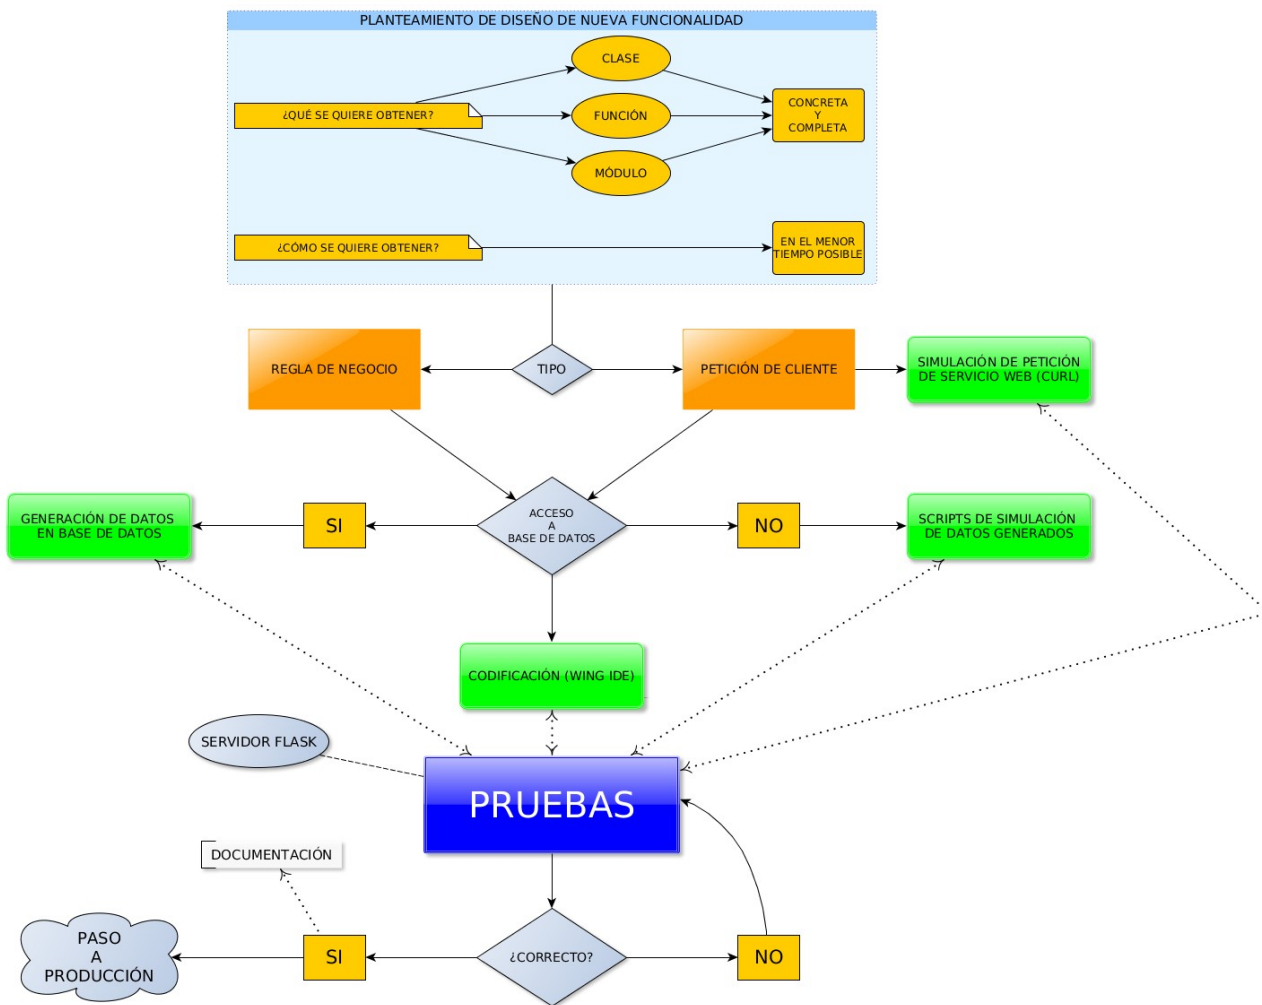 PLANTEAMIENTO DE DISEÑO DE NUEVA FUNCIONALIDAD
CLASE
¿QUÉ SE QUIERE OBTENER?
FUNCIÓN
CONCRETA
Y
COMPLETA
MÓDULO
¿CÓMO SE QUIERE OBTENER?
EN EL MENOR
TIEMPO POSIBLE
REGLA DE NEGOCIO
TIPO
PETICIÓN DE CLIENTE
SIMULACIÓN DE PETICIÓN
DE SERVICIO WEB (CURL)
GENERACIÓN DE DATOS
EN BASE DE DATOS
SI
ACCESO
A
BASE DE DATOS
NO
SCRIPTS DE SIMULACIÓN
DE DATOS GENERADOS
CODIFICACIÓN (WING IDE)
SERVIDOR FLASK
PRUEBAS
DOCUMENTACIÓN
PASO
A
PRODUCCIÓN
SI
¿CORRECTO?
NO